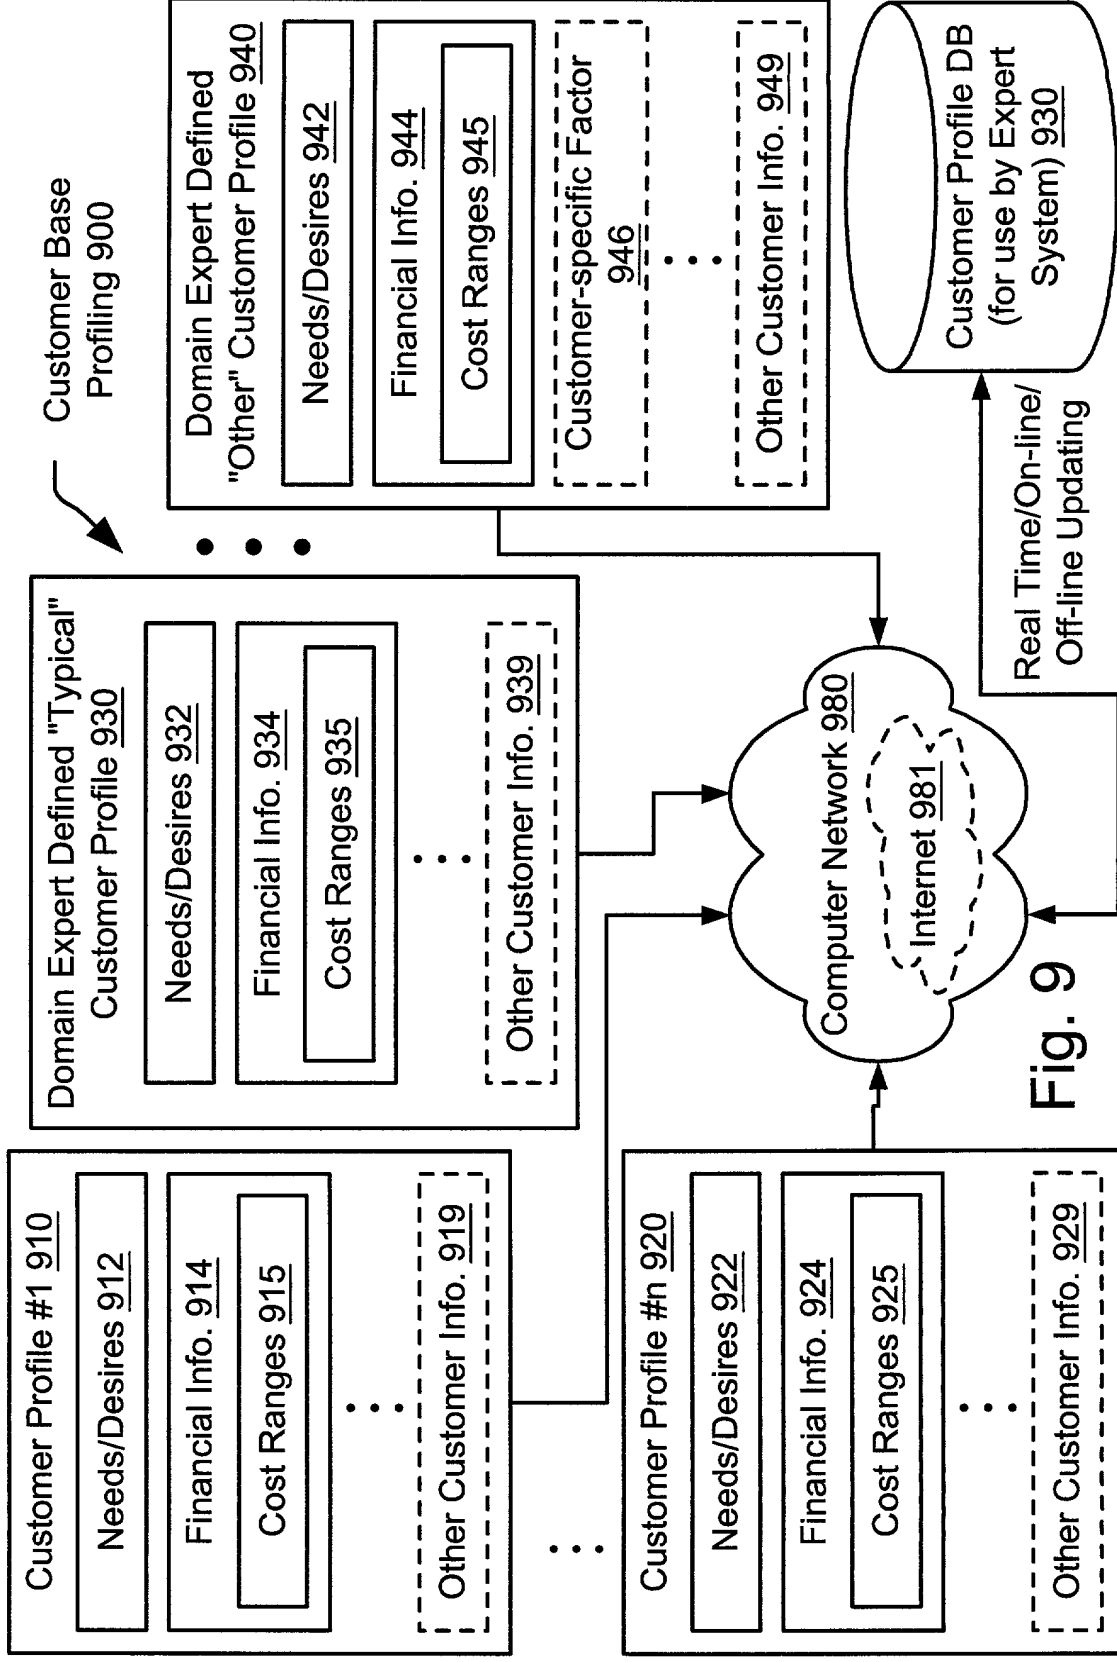 Customer Base
Profiling 900
Customer Profile #1 910
Needs/Desires 912
Financial Info. 914
Cost Ranges 915
Other Customer Info. 919
Domain Expert Defined "Typical"
Customer Profile 930
Needs/Desires 932
Financial Info. 934
Cost Ranges 935
Other Customer Info. 939
Domain Expert Defined
"Other" Customer Profile 940
Needs/Desires 942
Financial Info. 944
Cost Ranges 945
Customer-specific Factor
946
Other Customer Info. 949
Customer Profile #n 920
Needs/Desires 922
Financial Info. 924
Cost Ranges 925
Other Customer Info. 929
Computer Network 980
Internet 981
Real Time/On-line/
Off-line Updating
Customer Profile DB
(for use by Expert
System) 930
Fig. 9